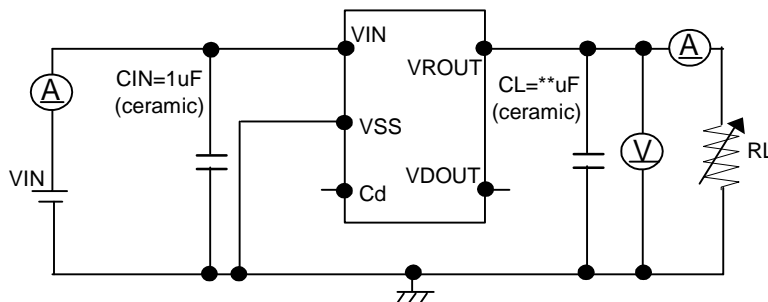 VIN
VROUT
A
A
CIN=1uF
(ceramic)
CL=**uF
(ceramic)
VSS
V
RL
VIN
Cd
VDOUT